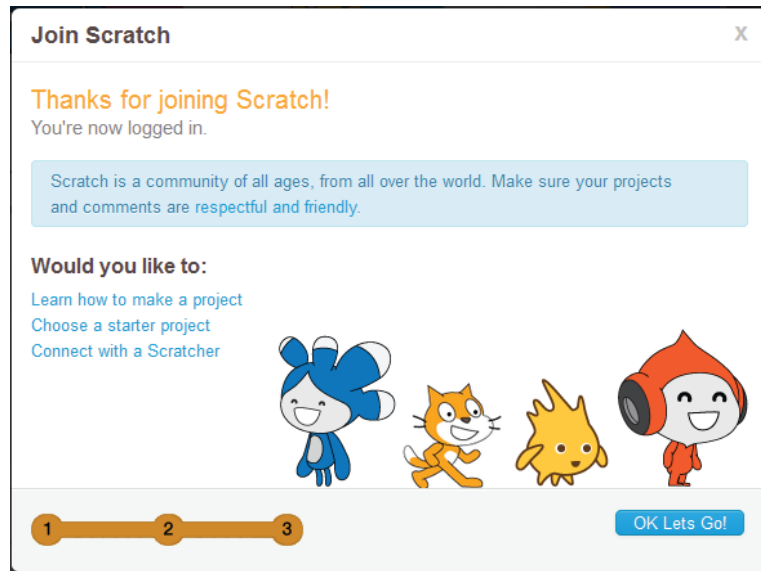 Join Scratch
x
Thanks for joining Scratch!
You're now logged in.
Scratch is a community of all ages, from all over the world. Make sure your projects
and comments are respectful and friendly.
Would you like to:
Learn how to make a project
Choose a starter project
Connect with a Scratcher
1 2 3
OK Lets Go!